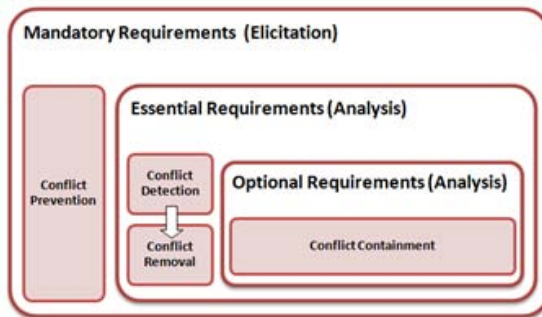 Mandatory Requirements (Elicitation)
Essential Requirements (Analysis)
Conflict
Prevention
Conflict
Detection
Conflict
Removal
Optional Requirements (Analysis)
Conflict Containment